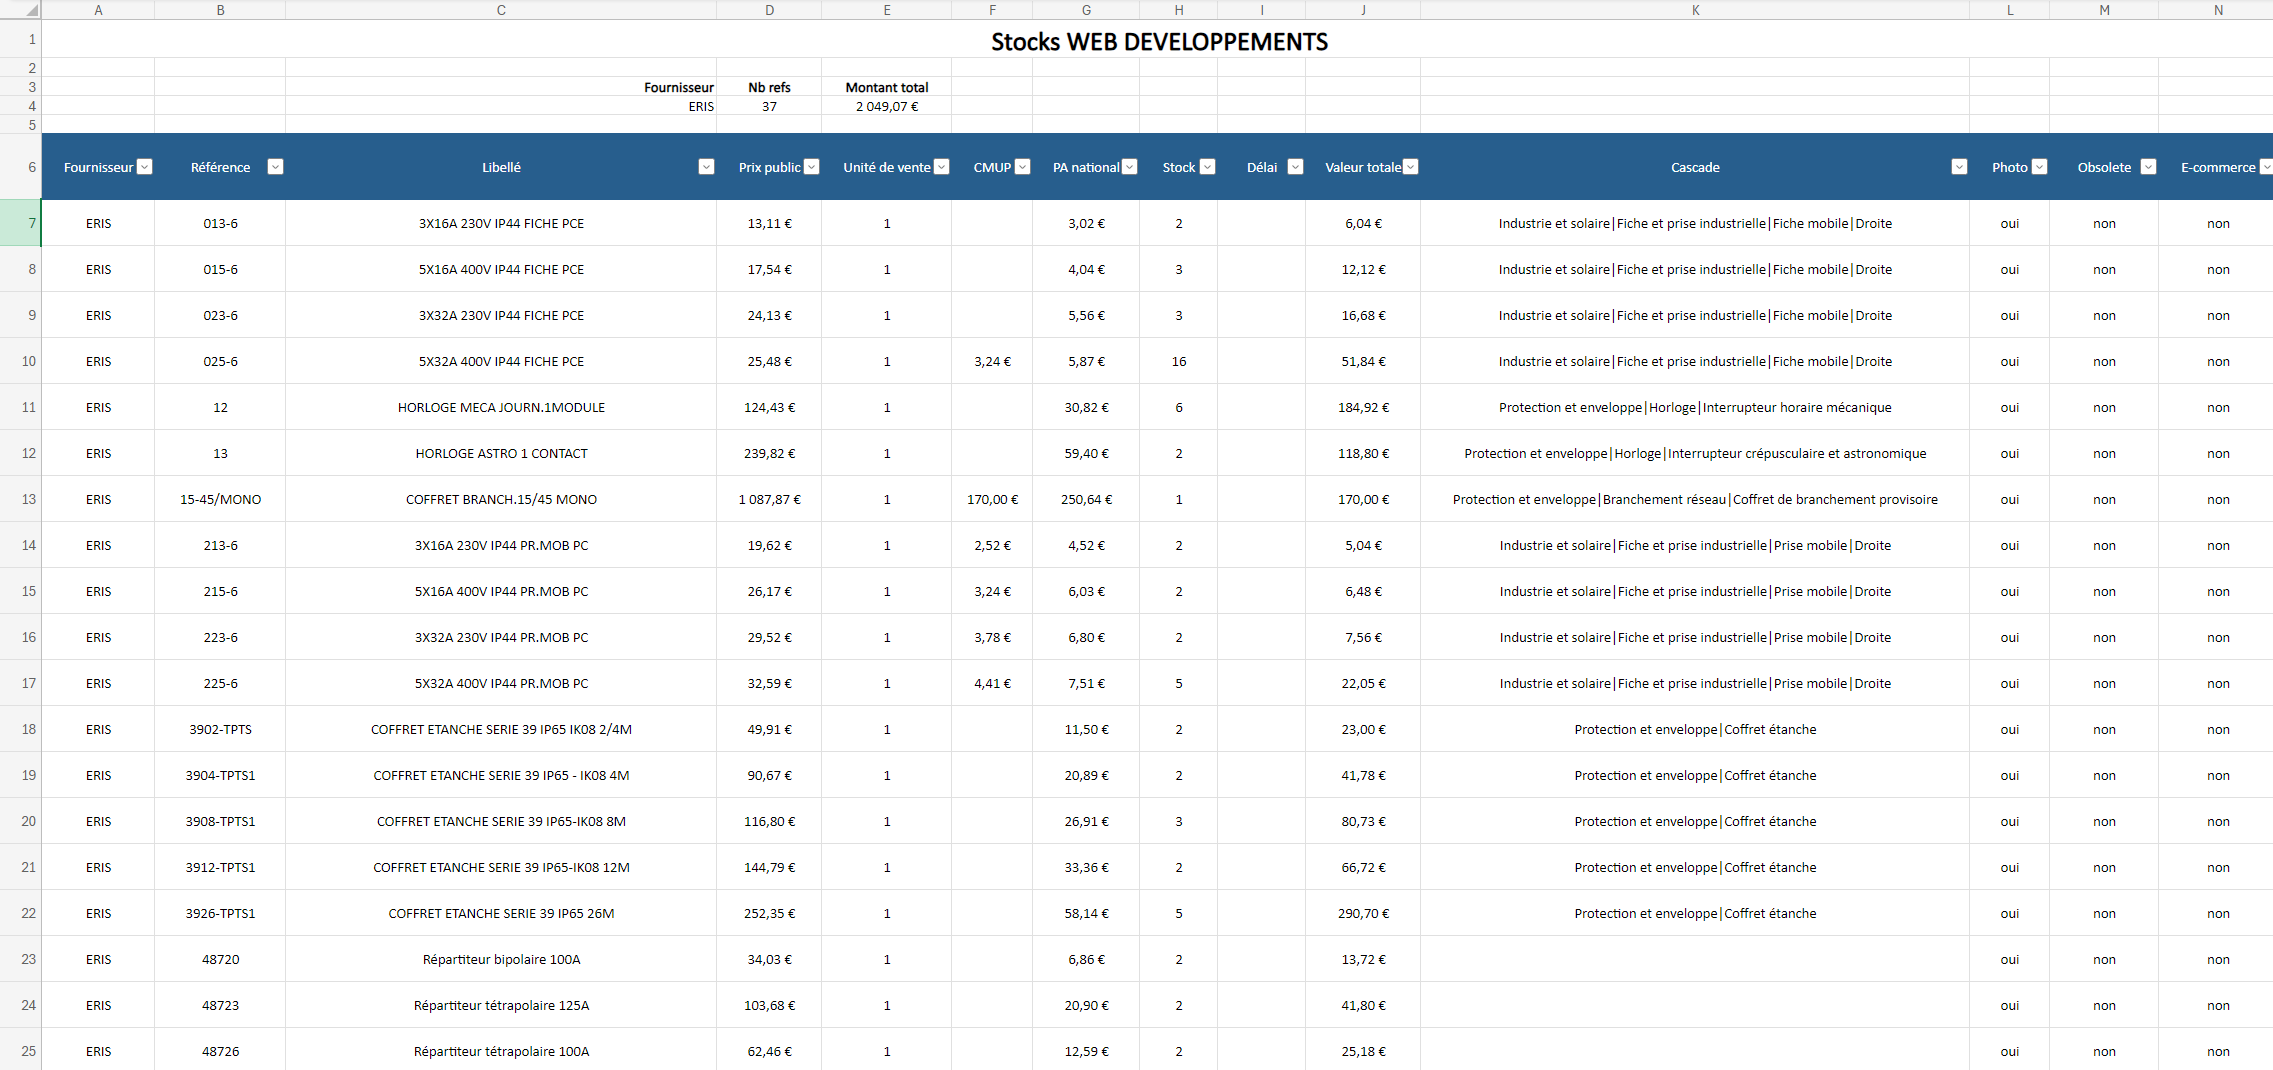 A B C D E F G H I J K L M N
1 Stocks WEB DEVELOPPEMENTS
2
3 Fournisseur Nb refs Montant total
4 ERIS 37 2 049,07 €
5
6 Fournisseur Référence Libellé Prix public Unité de vente CMUP PA national Stock Délai Valeur totale Cascade Photo Obsolete E-commerce
7 ERIS 013-6 3X16A 230V IP44 FICHE PCE 13,11 € 1 3,02 € 2 6,04 € Industrie et solaire|Fiche et prise industrielle|Fiche mobile|Droite oui non non
8 ERIS 015-6 5X16A 400V IP44 FICHE PCE 17,54 € 1 4,04 € 3 12,12 € Industrie et solaire|Fiche et prise industrielle|Fiche mobile|Droite oui non non
9 ERIS 023-6 3X32A 230V IP44 FICHE PCE 24,13 € 1 5,56 € 3 16,68 € Industrie et solaire|Fiche et prise industrielle|Fiche mobile|Droite oui non non
10 ERIS 025-6 5X32A 400V IP44 FICHE PCE 25,48 € 1 3,24 € 5,87 € 16 51,84 € Industrie et solaire|Fiche et prise industrielle|Fiche mobile|Droite oui non non
11 ERIS 12 HORLOGE MECA JOURN.1MODULE 124,43 € 1 30,82 € 6 184,92 € Protection et enveloppe|Horloge|Interrupteur horaire mécanique oui non non
12 ERIS 13 HORLOGE ASTRO 1 CONTACT 239,82 € 1 59,40 € 2 118,80 € Protection et enveloppe|Horloge|Interrupteur crépusculaire et astronomique oui non non
13 ERIS 15-45/MONO COFFRET BRANCH.15/45 MONO 1 087,87 € 1 170,00 € 250,64 € 1 170,00 € Protection et enveloppe|Branchement réseau|Coffret de branchement provisoire oui non non
14 ERIS 213-6 3X16A 230V IP44 PR.MOB PC 19,62 € 1 2,52 € 4,52 € 2 5,04 € Industrie et solaire|Fiche et prise industrielle|Prise mobile|Droite oui non non
15 ERIS 215-6 5X16A 400V IP44 PR.MOB PC 26,17 € 1 3,24 € 6,03 € 2 6,48 € Industrie et solaire|Fiche et prise industrielle|Prise mobile|Droite oui non non
16 ERIS 223-6 3X32A 230V IP44 PR.MOB PC 29,52 € 1 3,78 € 6,80 € 2 7,56 € Industrie et solaire|Fiche et prise industrielle|Prise mobile|Droite oui non non
17 ERIS 225-6 5X32A 400V IP44 PR.MOB PC 32,59 € 1 4,41 € 7,51 € 5 22,05 € Industrie et solaire|Fiche et prise industrielle|Prise mobile|Droite oui non non
18 ERIS 3902-TPTS COFFRET ETANCHE SERIE 39 IP65 IK08 2/4M 49,91 € 1 11,50 € 2 23,00 € Protection et enveloppe|Coffret étanche oui non non
19 ERIS 3904-TPTS1 COFFRET ETANCHE SERIE 39 IP65 - IK08 4M 90,67 € 1 20,89 € 2 41,78 € Protection et enveloppe|Coffret étanche oui non non
20 ERIS 3908-TPTS1 COFFRET ETANCHE SERIE 39 IP65-IK08 8M 116,80 € 1 26,91 € 3 80,73 € Protection et enveloppe|Coffret étanche oui non non
21 ERIS 3912-TPTS1 COFFRET ETANCHE SERIE 39 IP65-IK08 12M 144,79 € 1 33,36 € 2 66,72 € Protection et enveloppe|Coffret étanche oui non non
22 ERIS 3926-TPTS1 COFFRET ETANCHE SERIE 39 IP65 26M 252,35 € 1 58,14 € 5 290,70 € Protection et enveloppe|Coffret étanche oui non non
23 ERIS 48720 Répartiteur bipolaire 100A 34,03 € 1 6,86 € 2 13,72 € oui non non
24 ERIS 48723 Répartiteur tétrapolaire 125A 103,68 € 1 20,90 € 2 41,80 € oui non non
25 ERIS 48726 Répartiteur tétrapolaire 100A 62,46 € 1 12,59 € 2 25,18 € oui non non